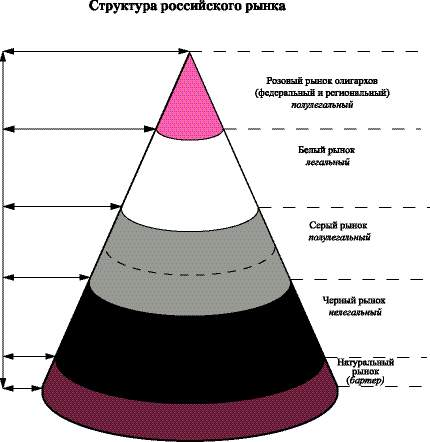 Структура российского рынка
Розовый рынок олигархов
(федеральный и региональный)
полулегальный
Белый рынок
легальный
Серый рынок
полулегальный
Черный рынок
нелегальный
Натуральный
рынок
(бартер)